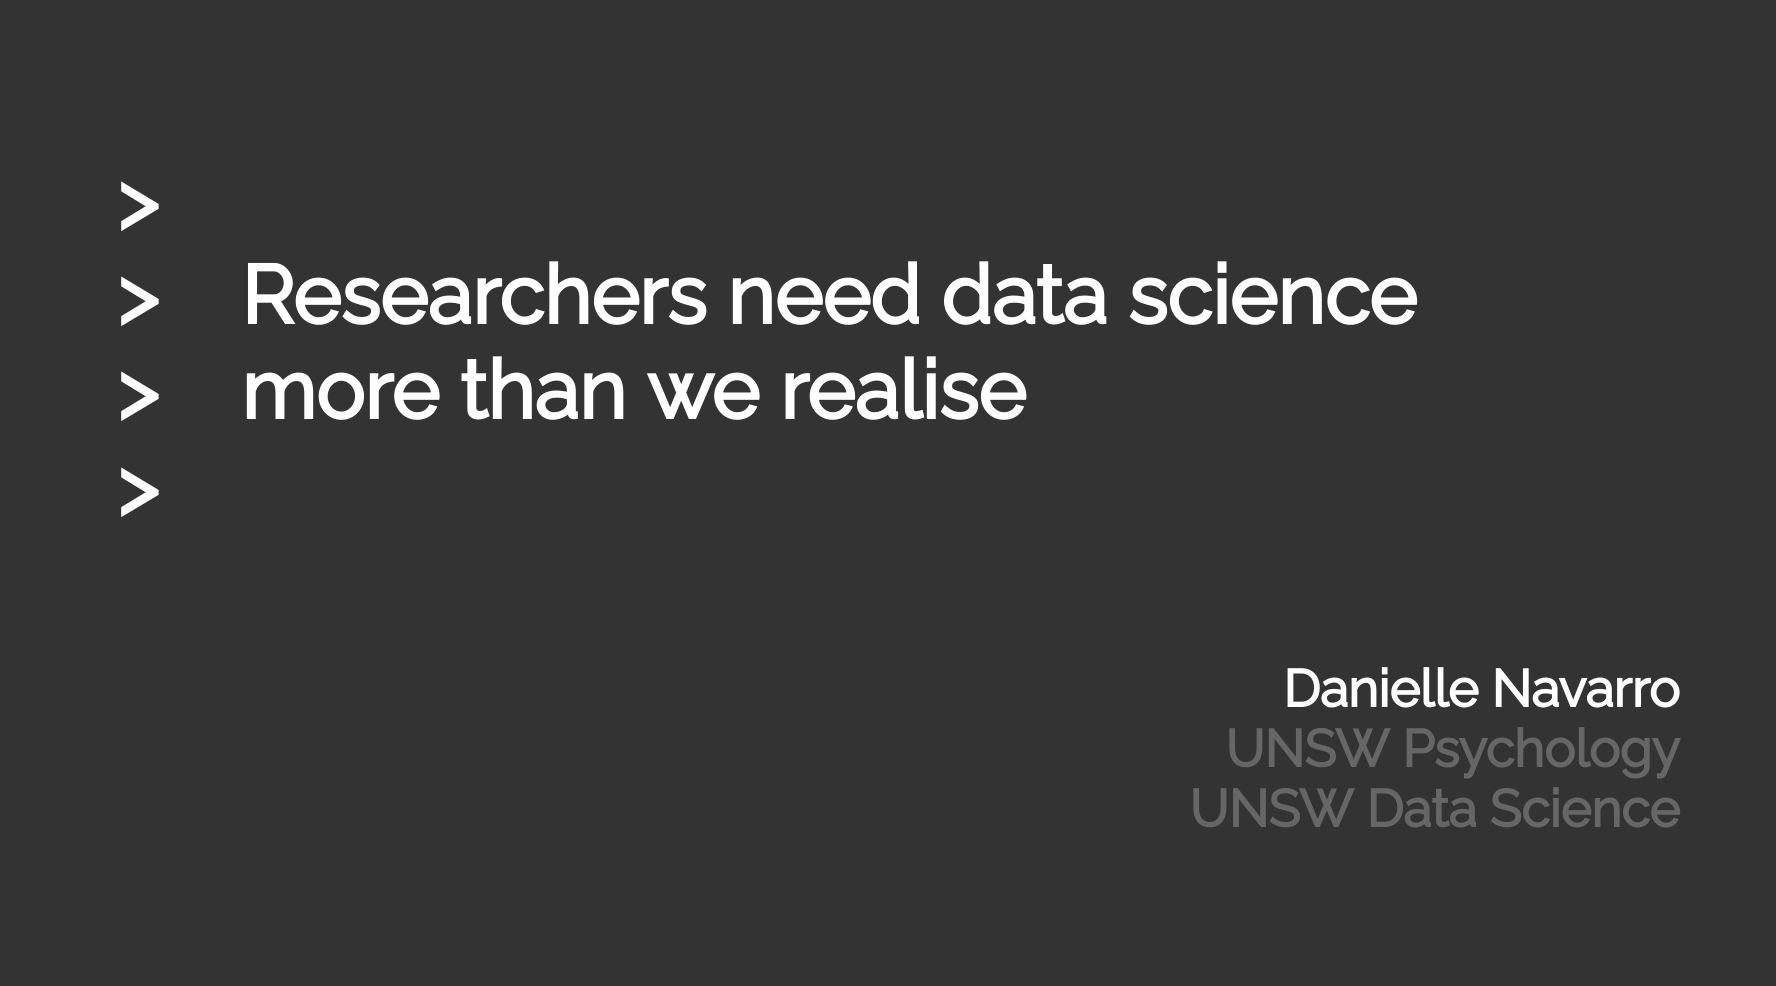 >
> Researchers need data science
> more than we realise
>
Danielle Navarro
UNSW Psychology
UNSW Data Science